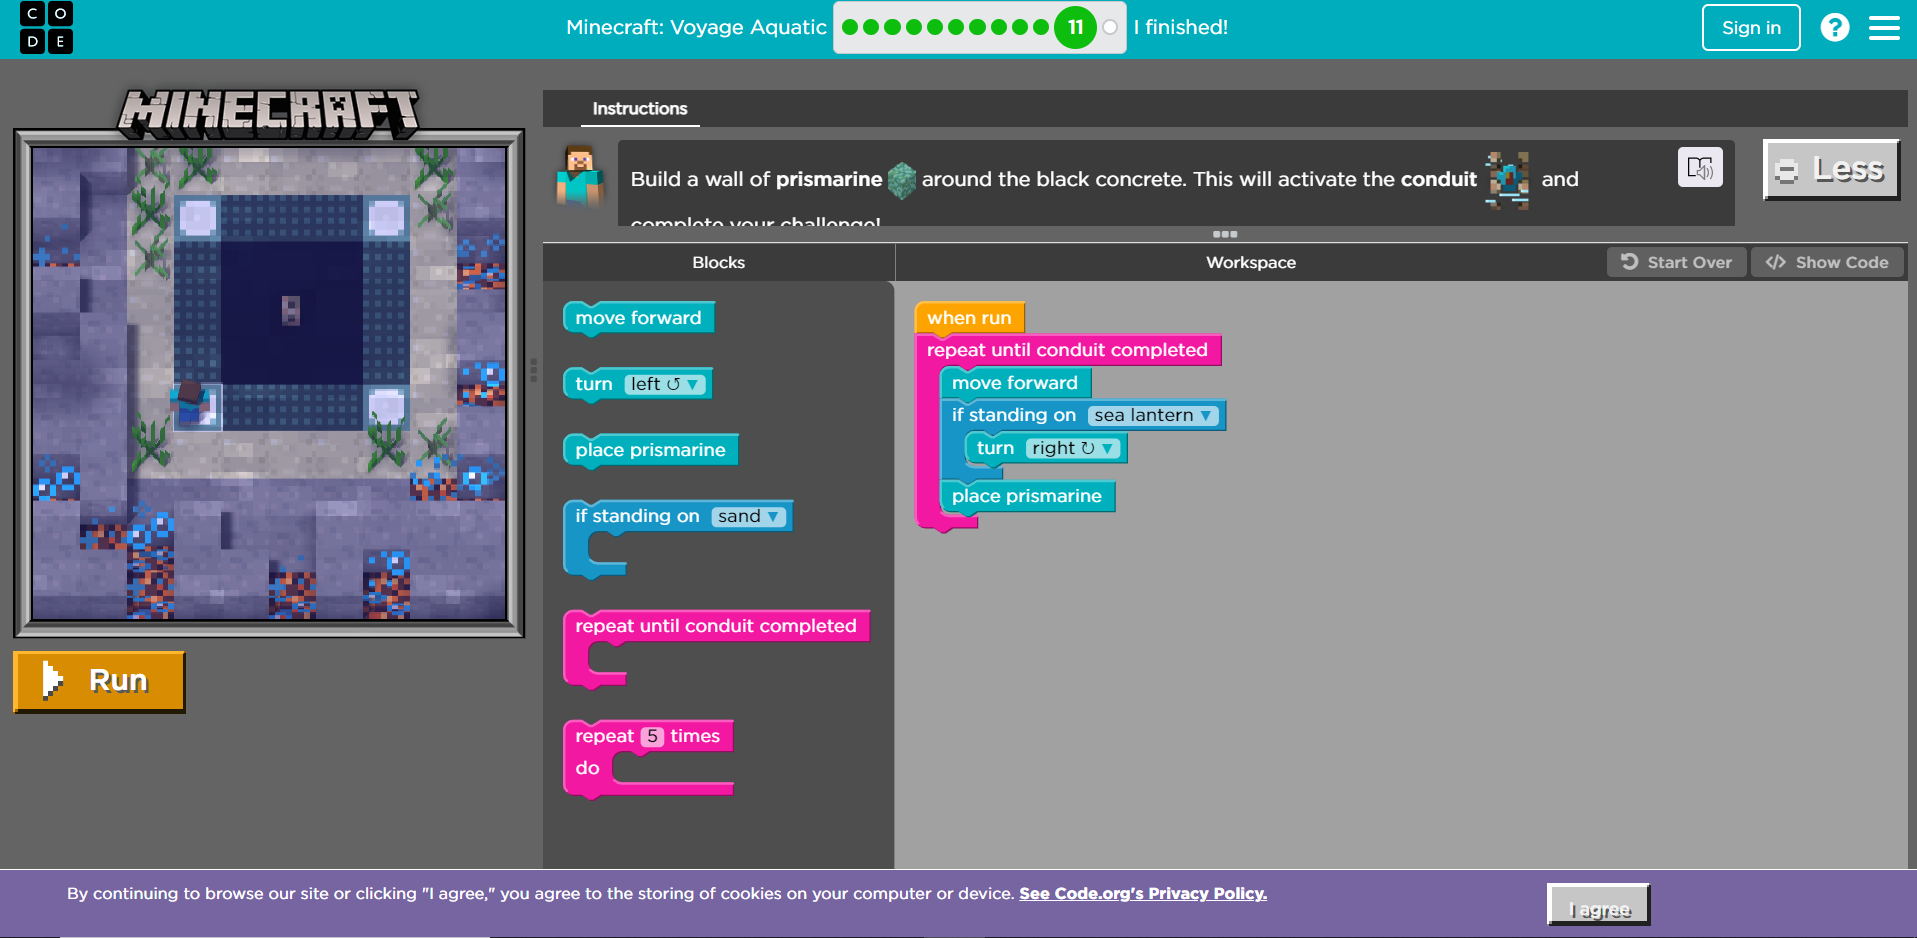 C O
D E
Minecraft: Voyage Aquatic
11
I finished!
Sign in
?
MINECRAFT
Instructions
Build a wall of prismarine around the black concrete. This will activate the conduit and
complete your challenge!
Less
Blocks
Workspace
Start Over
</> Show Code
move forward
turn left ↺ ▼
place prismarine
if standing on sand ▼
repeat until conduit completed
repeat 5 times
do
when run
repeat until conduit completed
move forward
if standing on sea lantern ▼
turn right ↻ ▼
place prismarine
Run
By continuing to browse our site or clicking "I agree," you agree to the storing of cookies on your computer or device. See Code.org's Privacy Policy.
I agree